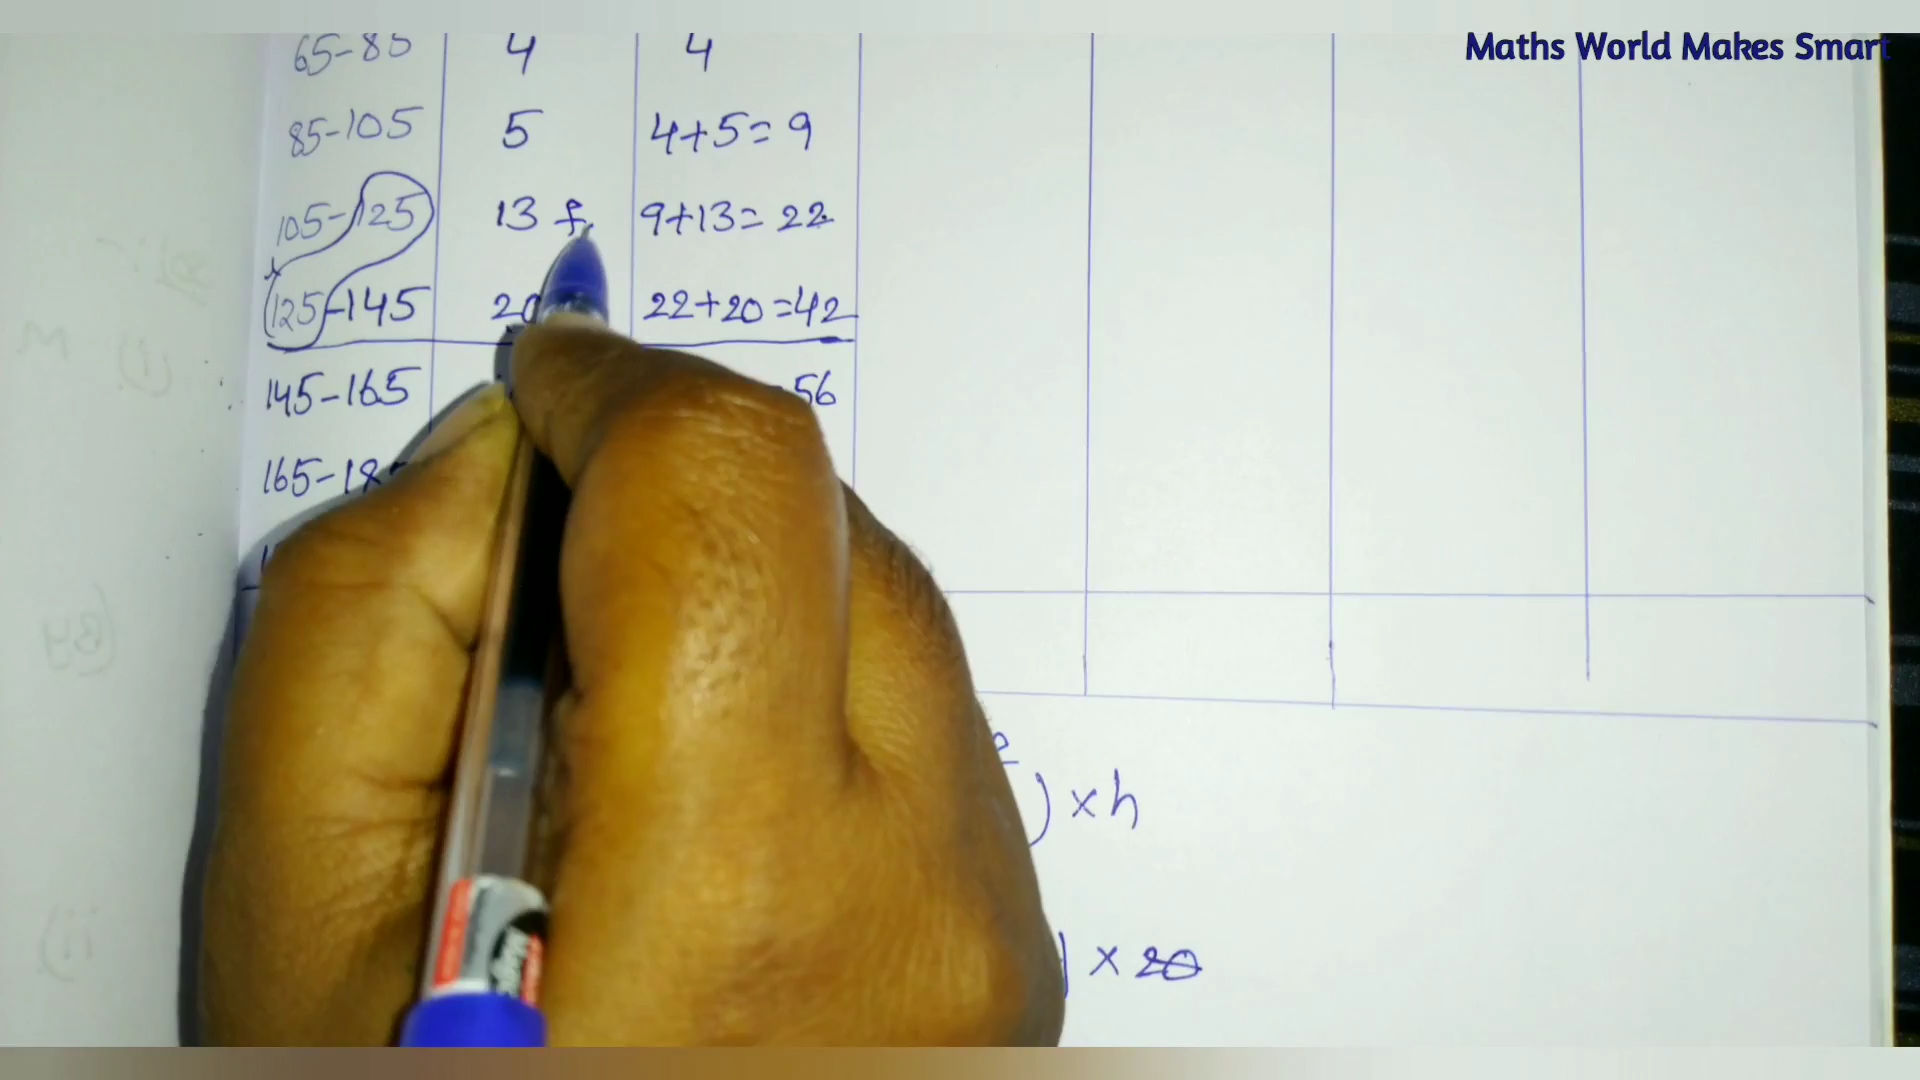 Maths World Makes Smart
65-85 4 4
85-105 5 4+5=9
105-125 13 f 9+13=22
125-145 20 22+20=42
145-165 56
165-18
) × h
× 20